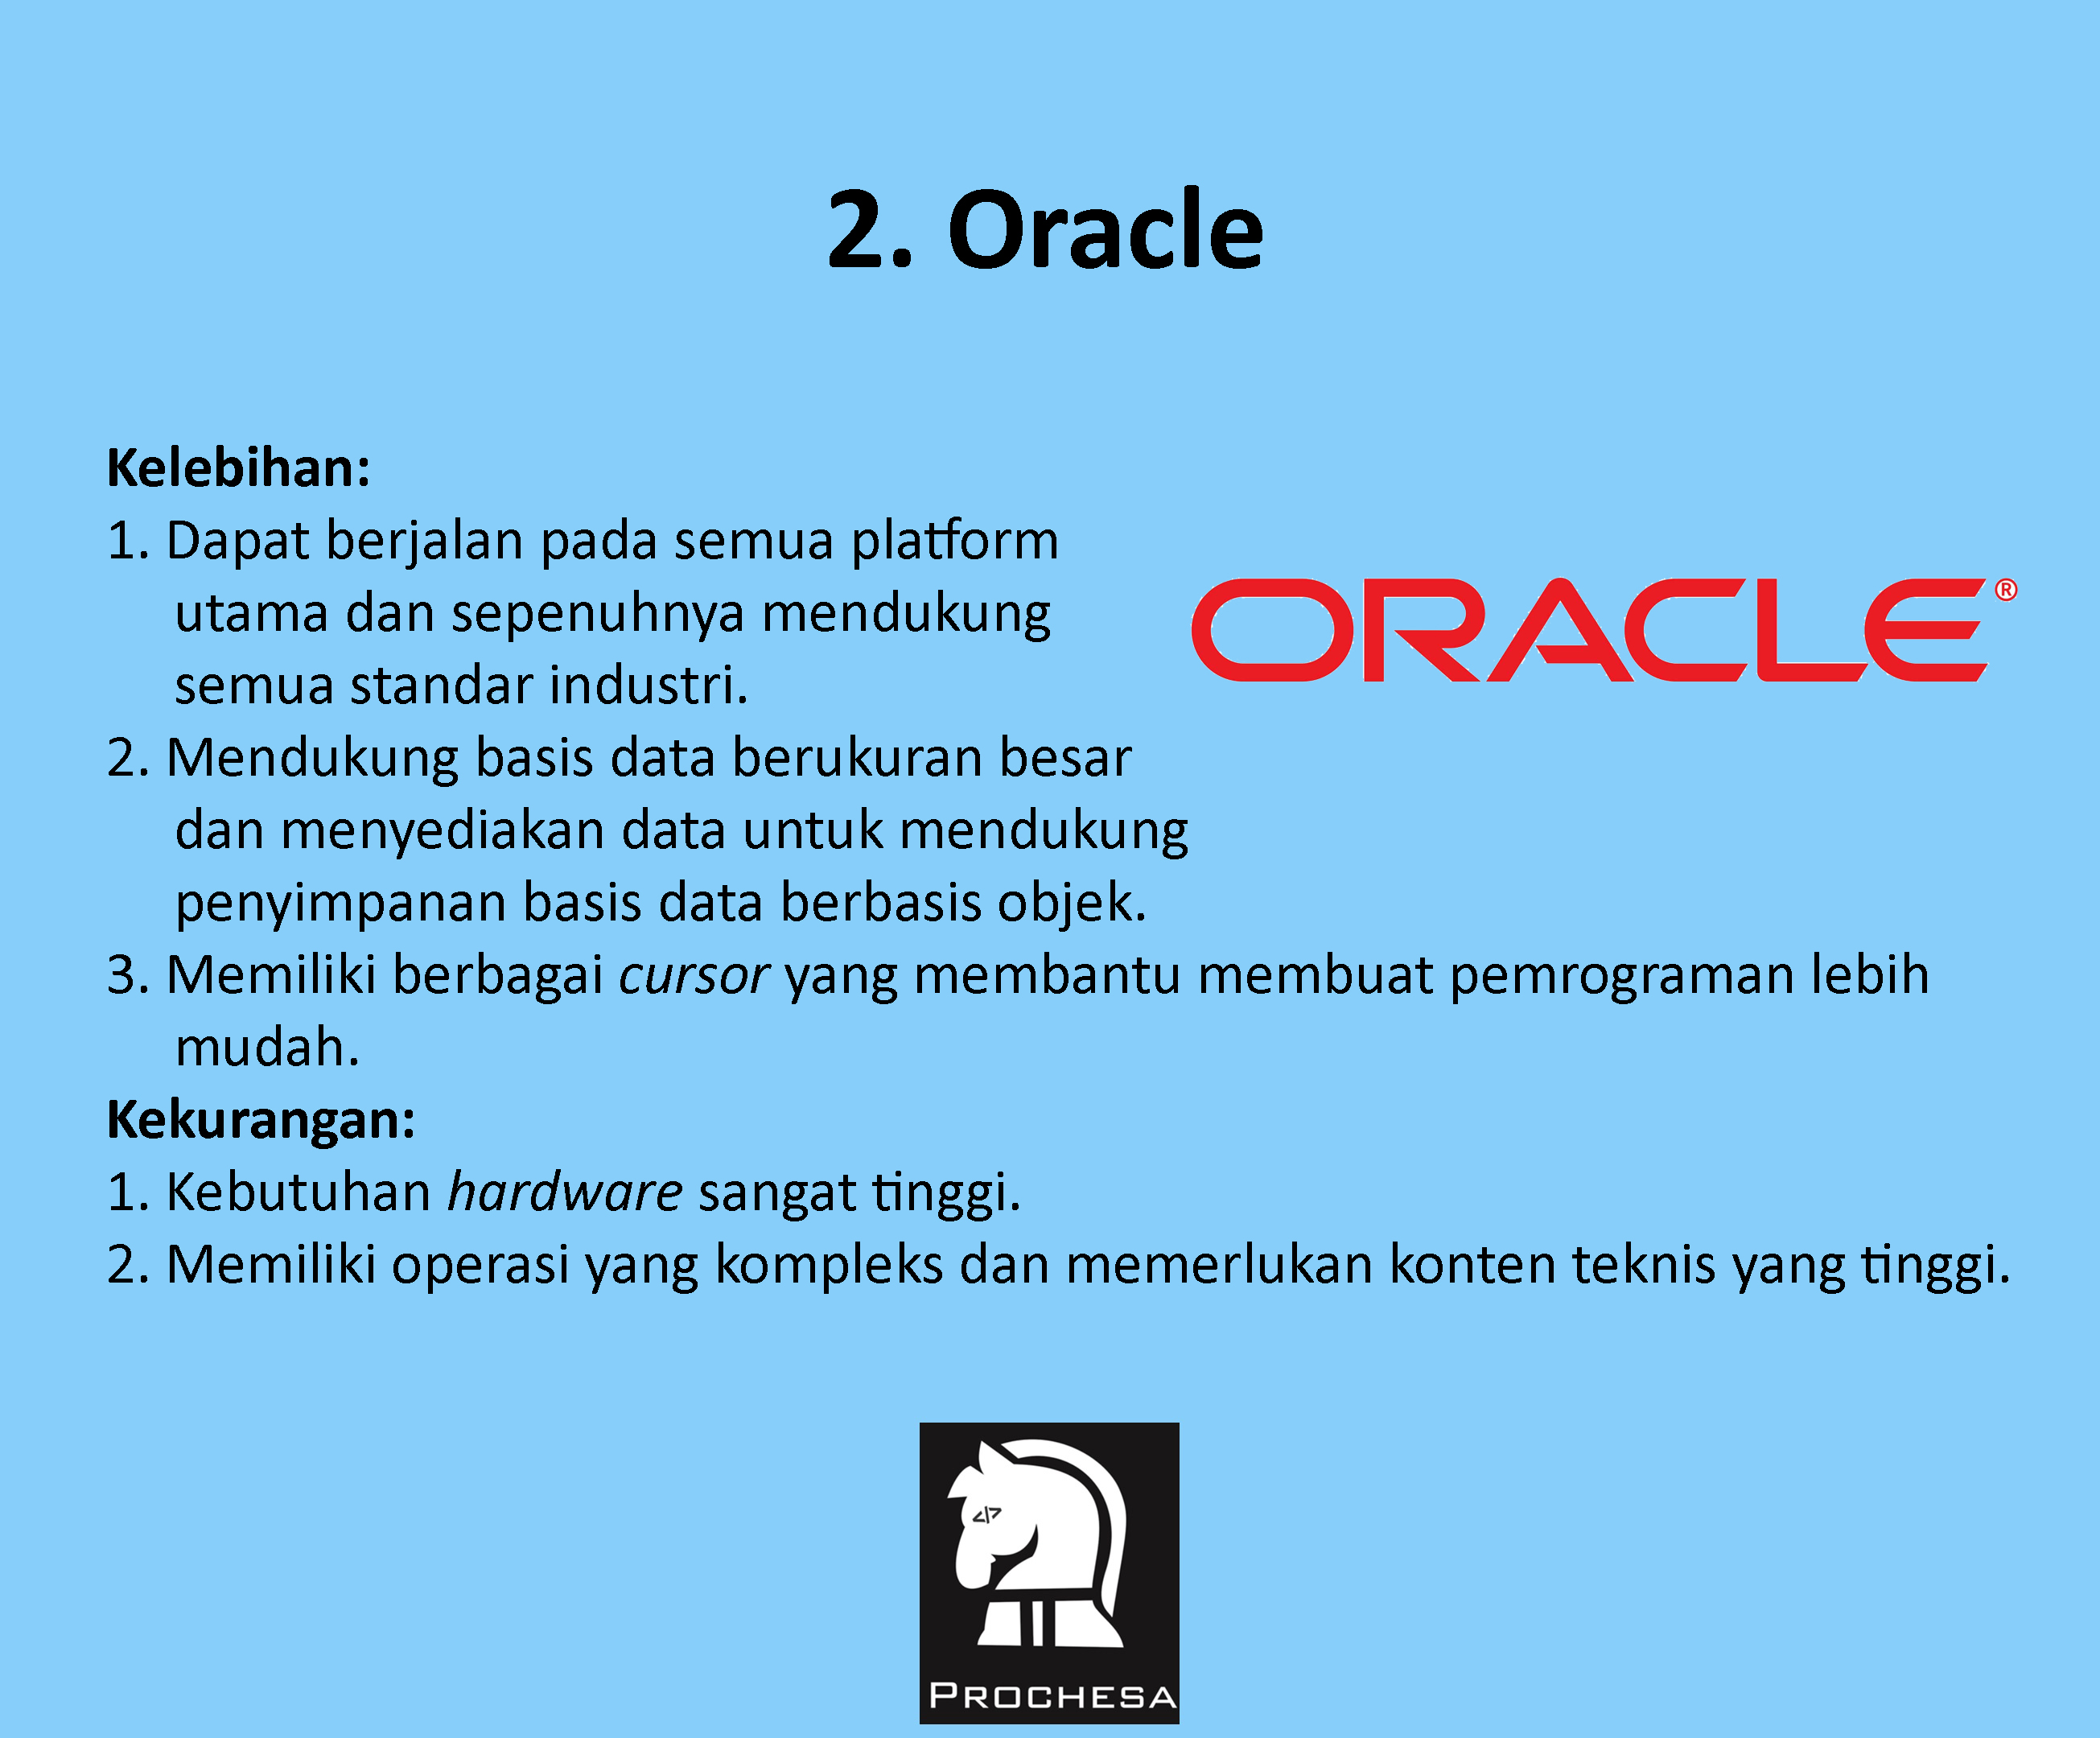 2. Oracle
Kelebihan:
1. Dapat berjalan pada semua platform
utama dan sepenuhnya mendukung
semua standar industri.
ORACLE®
2. Mendukung basis data berukuran besar
dan menyediakan data untuk mendukung
penyimpanan basis data berbasis objek.
3. Memiliki berbagai cursor yang membantu membuat pemrograman lebih
mudah.
Kekurangan:
1. Kebutuhan hardware sangat tinggi.
2. Memiliki operasi yang kompleks dan memerlukan konten teknis yang tinggi.
</>
PROCHESA